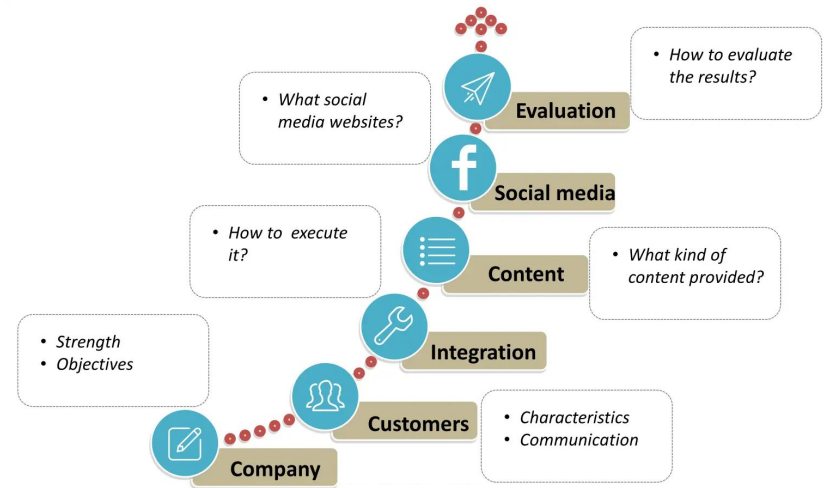 • How to evaluate
the results?
• What social
media websites?
Evaluation
f
Social media
• How to execute
it?
• What kind of
content provided?
Content
• Strength
• Objectives
Integration
• Characteristics
• Communication
Customers
Company